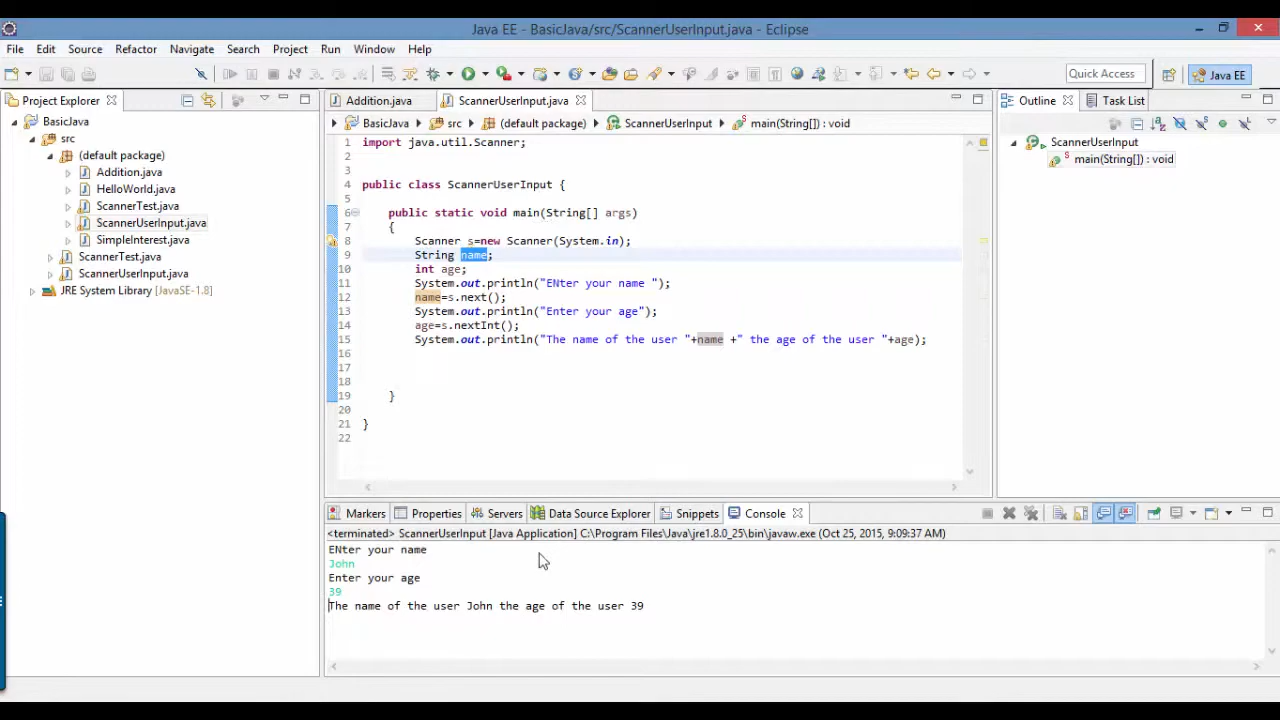 Java EE - BasicJava/src/ScannerUserInput.java - Eclipse
File Edit Source Refactor Navigate Search Project Run Window Help
Quick Access Java EE
Project Explorer
BasicJava
src
(default package)
Addition.java
HelloWorld.java
ScannerTest.java
ScannerUserInput.java
SimpleInterest.java
ScannerTest.java
ScannerUserInput.java
JRE System Library [JavaSE-1.8]
Addition.java ScannerUserInput.java
BasicJava src (default package) ScannerUserInput main(String[]) : void
1 import java.util.Scanner;
2
3
4 public class ScannerUserInput {
5
6 public static void main(String[] args)
7 {
8 Scanner s=new Scanner(System.in);
9 String name;
10 int age;
11 System.out.println("ENter your name ");
12 name=s.next();
13 System.out.println("Enter your age");
14 age=s.nextInt();
15 System.out.println("The name of the user "+name +" the age of the user "+age);
16
17
18
19 }
20
21 }
22
Outline Task List
ScannerUserInput
main(String[]) : void
Markers Properties Servers Data Source Explorer Snippets Console
<terminated> ScannerUserInput [Java Application] C:\Program Files\Java\jre1.8.0_25\bin\javaw.exe (Oct 25, 2015, 9:09:37 AM)
ENter your name
John
Enter your age
39
The name of the user John the age of the user 39